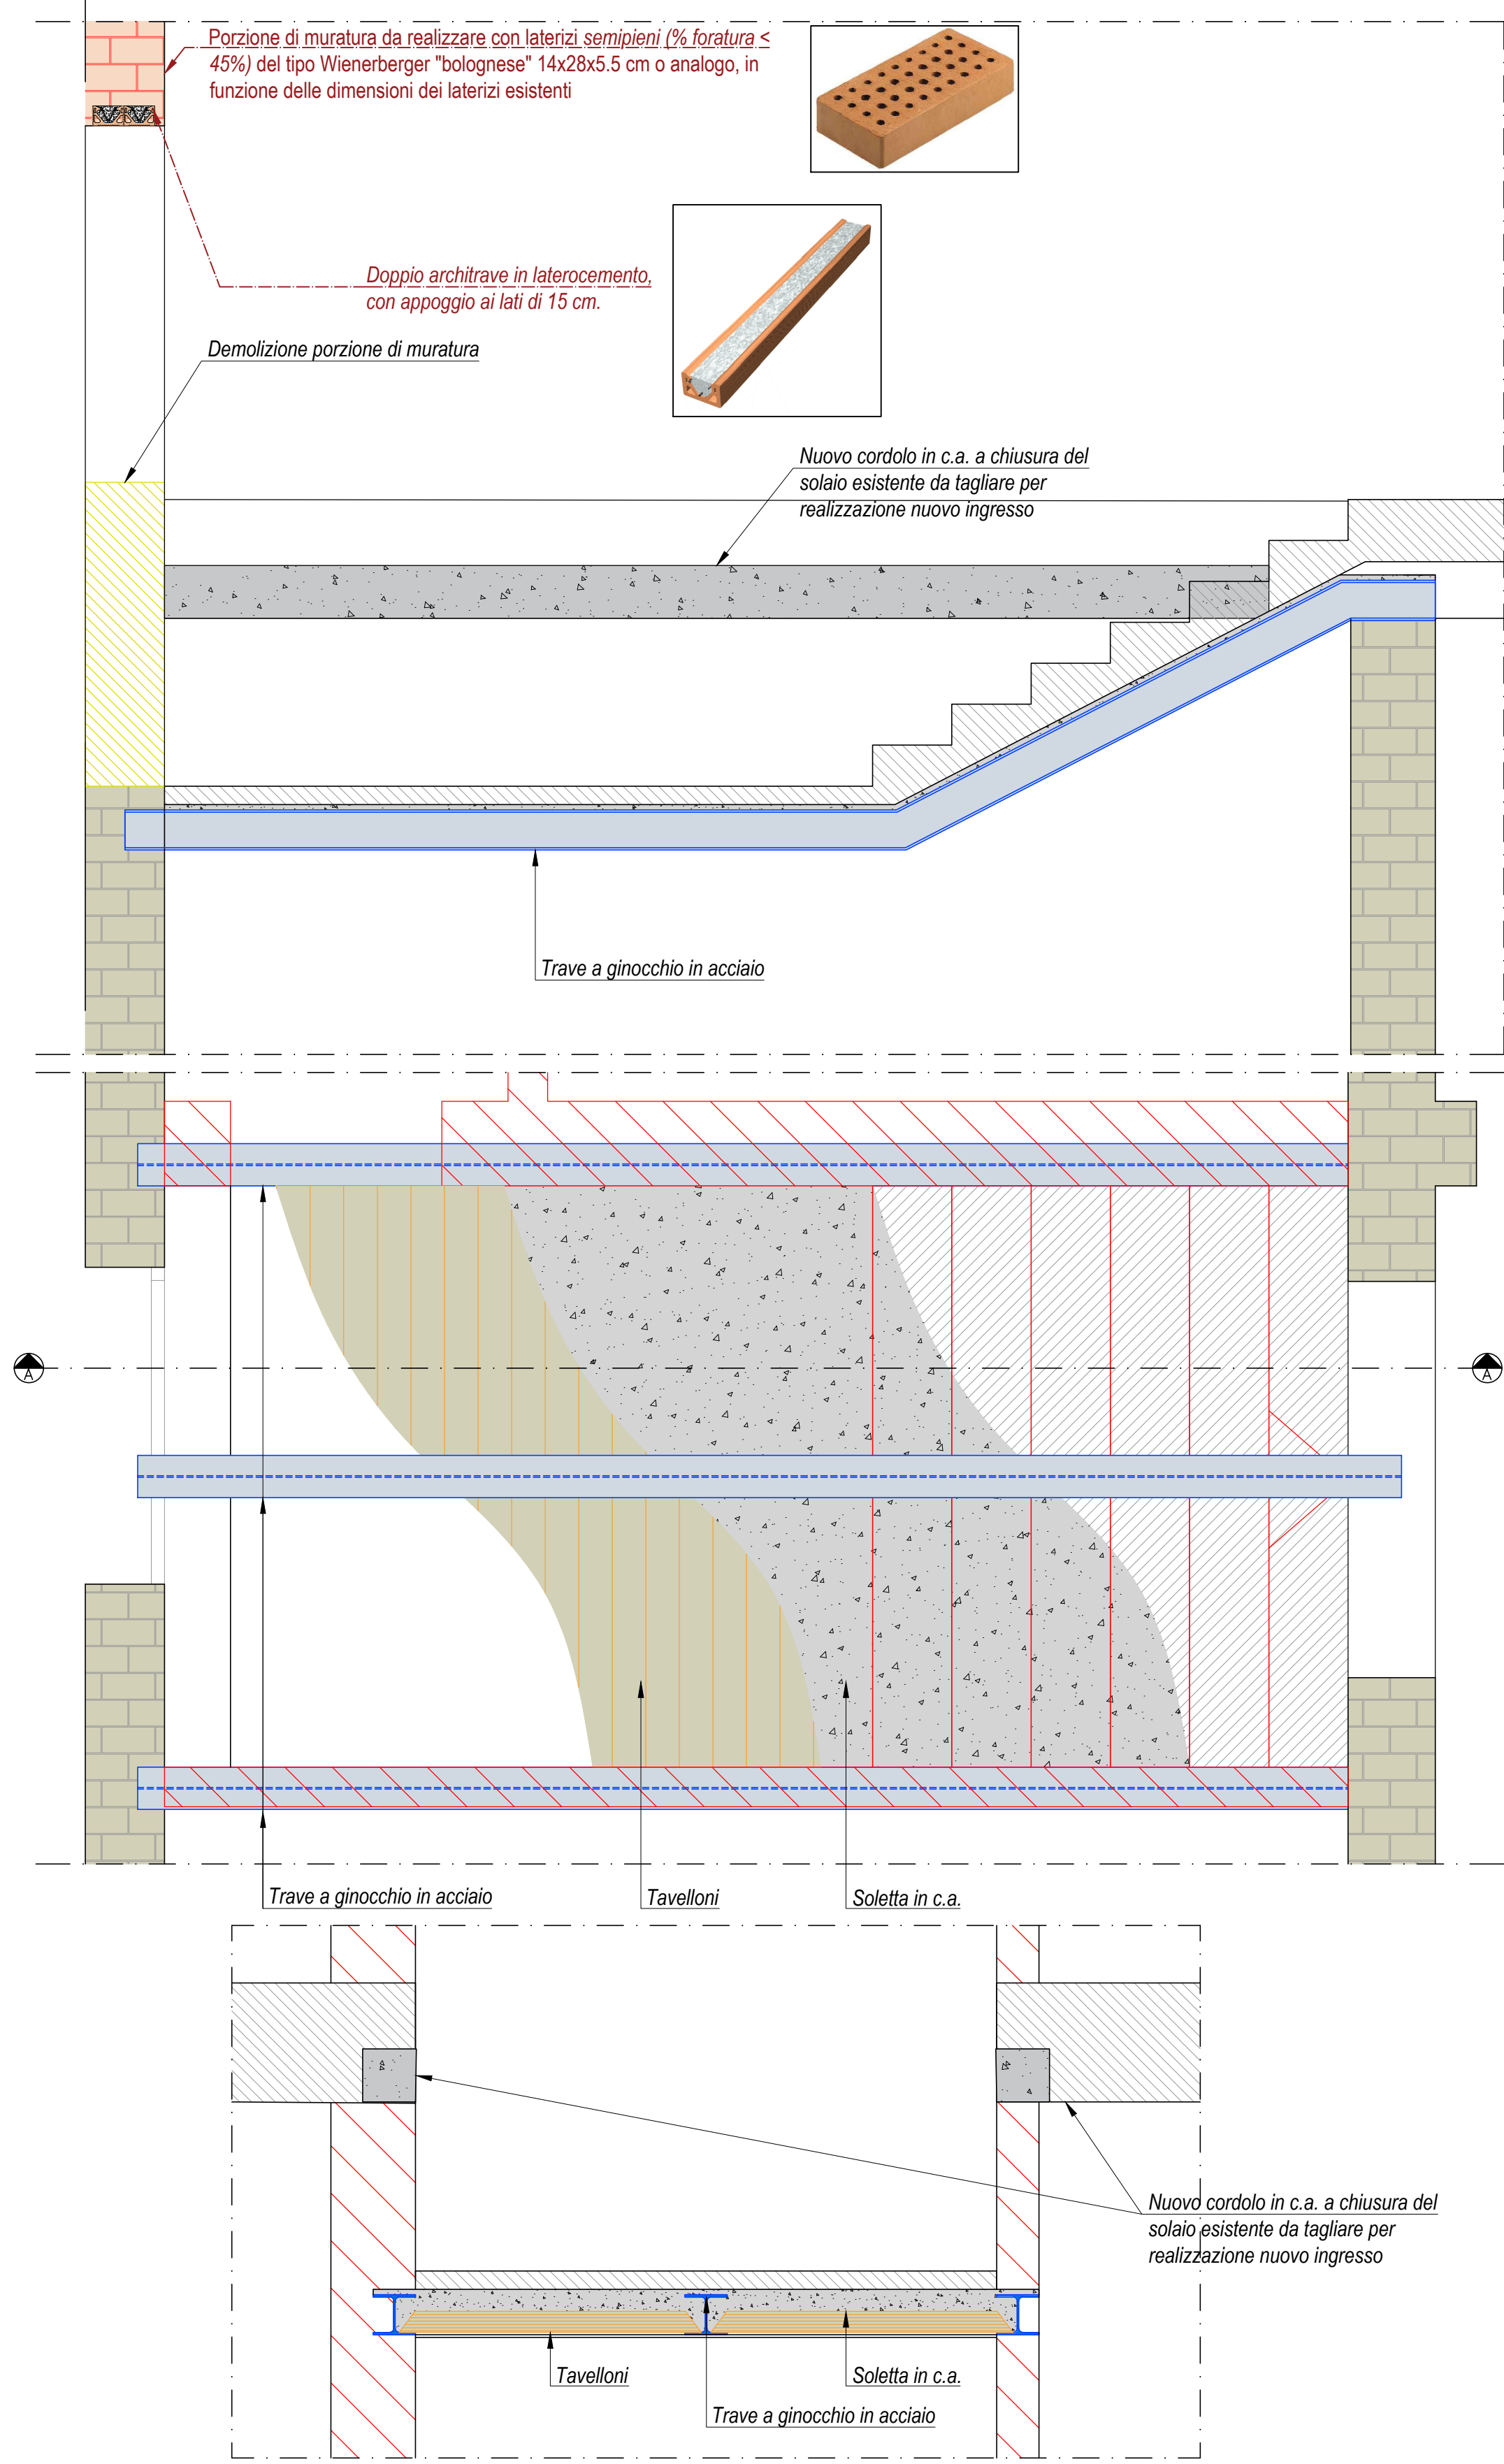 Porzione di muratura da realizzare con laterizi semipieni (% foratura <
45%) del tipo Wienerberger "bolognese" 14x28x5.5 cm o analogo, in
funzione delle dimensioni dei laterizi esistenti
Doppio architrave in laterocemento,
con appoggio ai lati di 15 cm.
Demolizione porzione di muratura
Nuovo cordolo in c.a. a chiusura del
solaio esistente da tagliare per
realizzazione nuovo ingresso
Trave a ginocchio in acciaio
A
A
Trave a ginocchio in acciaio
Tavelloni
Soletta in c.a.
Nuovo cordolo in c.a. a chiusura del
solaio esistente da tagliare per
realizzazione nuovo ingresso
Tavelloni
Soletta in c.a.
Trave a ginocchio in acciaio